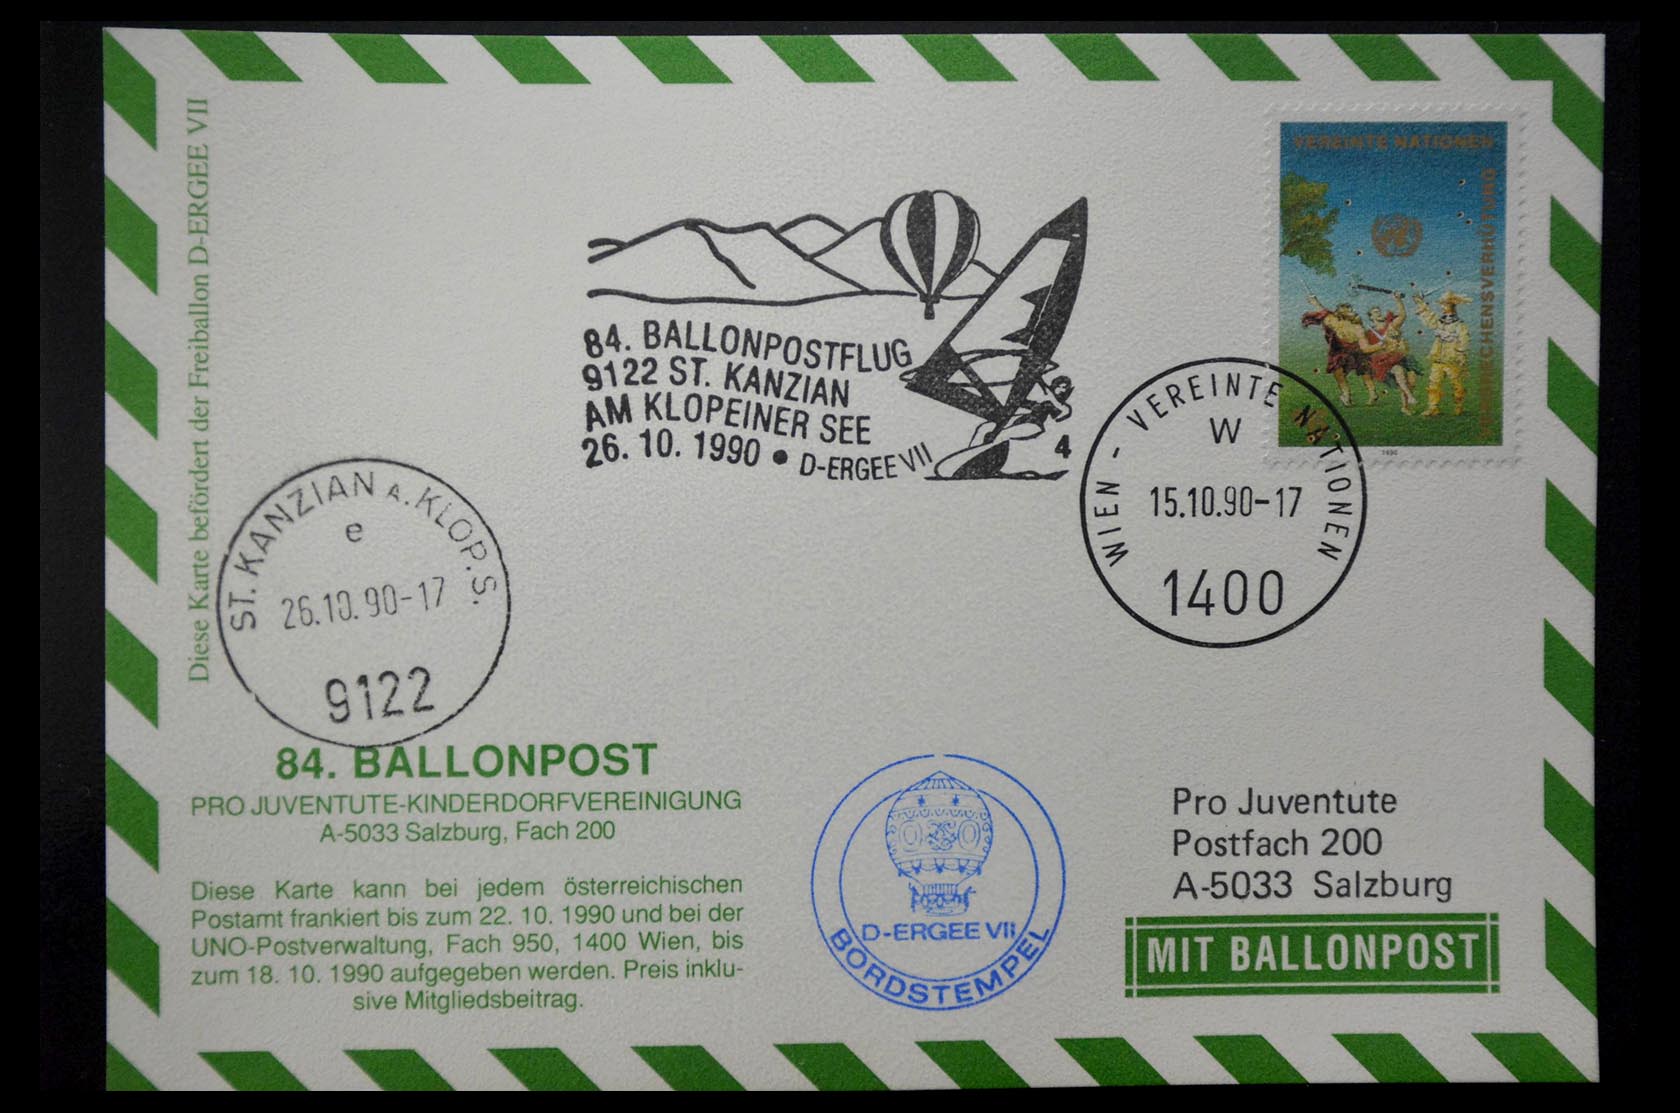 Diese Karte befördert der Freiballon D-ERGEE VII
VEREINTE NATIONEN
VERBRECHENSVERHÜTUNG
1990
84. BALLONPOSTFLUG
9122 ST. KANZIAN
AM KLOPEINER SEE
26. 10. 1990 • D-ERGEE VII
4
WIEN - VEREINTE NATIONEN
W
15.10.90-17
1400
ST. KANZIAN A. KLOP. S.
e
26.10.90-17
9122
84. BALLONPOST
PRO JUVENTUTE-KINDERDORFVEREINIGUNG
A-5033 Salzburg, Fach 200
Diese Karte kann bei jedem österreichischen
Postamt frankiert bis zum 22. 10. 1990 und bei der
UNO-Postverwaltung, Fach 950, 1400 Wien, bis
zum 18. 10. 1990 aufgegeben werden. Preis inklu-
sive Mitgliedsbeitrag.
D-ERGEE VII
BORDSTEMPEL
Pro Juventute
Postfach 200
A-5033 Salzburg
MIT BALLONPOST